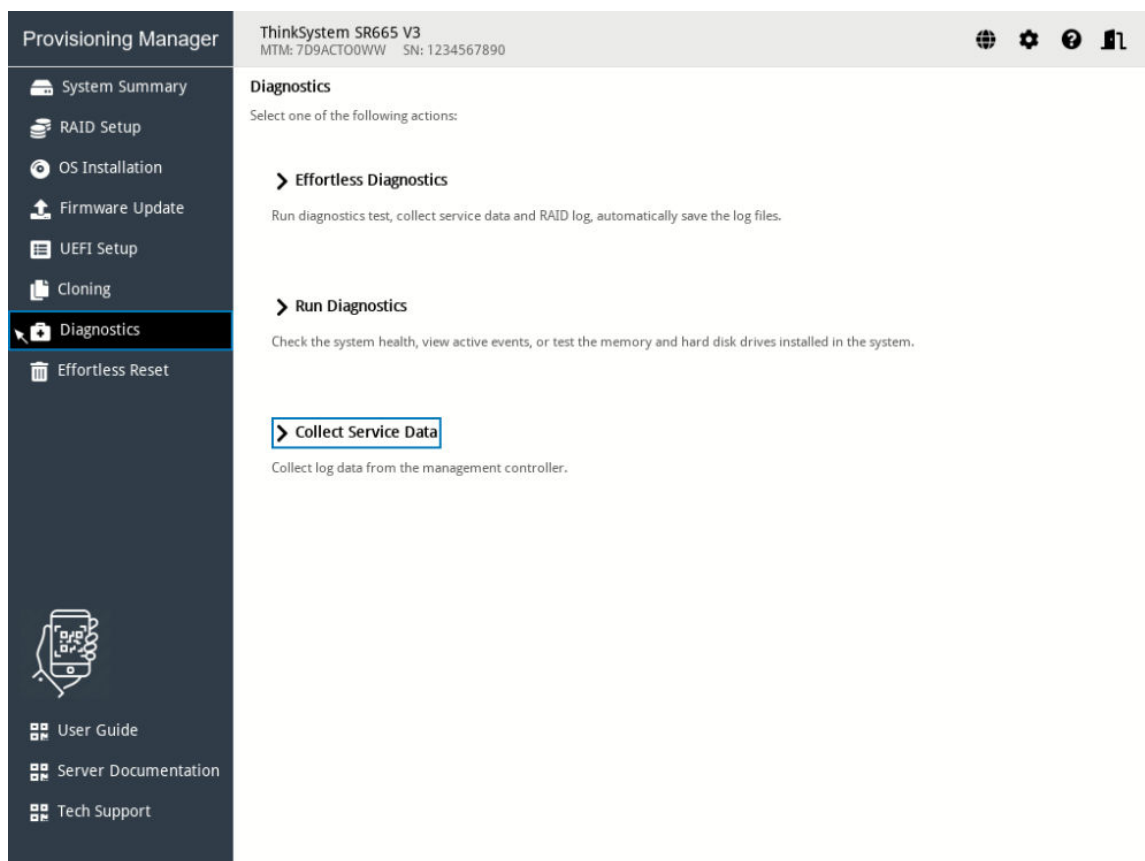 Provisioning Manager
ThinkSystem SR665 V3
MTM: 7D9ACTO0WW SN: 1234567890
System Summary
RAID Setup
OS Installation
Firmware Update
UEFI Setup
Cloning
Diagnostics
Effortless Reset
User Guide
Server Documentation
Tech Support
Diagnostics
Select one of the following actions:
Effortless Diagnostics
Run diagnostics test, collect service data and RAID log, automatically save the log files.
Run Diagnostics
Check the system health, view active events, or test the memory and hard disk drives installed in the system.
Collect Service Data
Collect log data from the management controller.